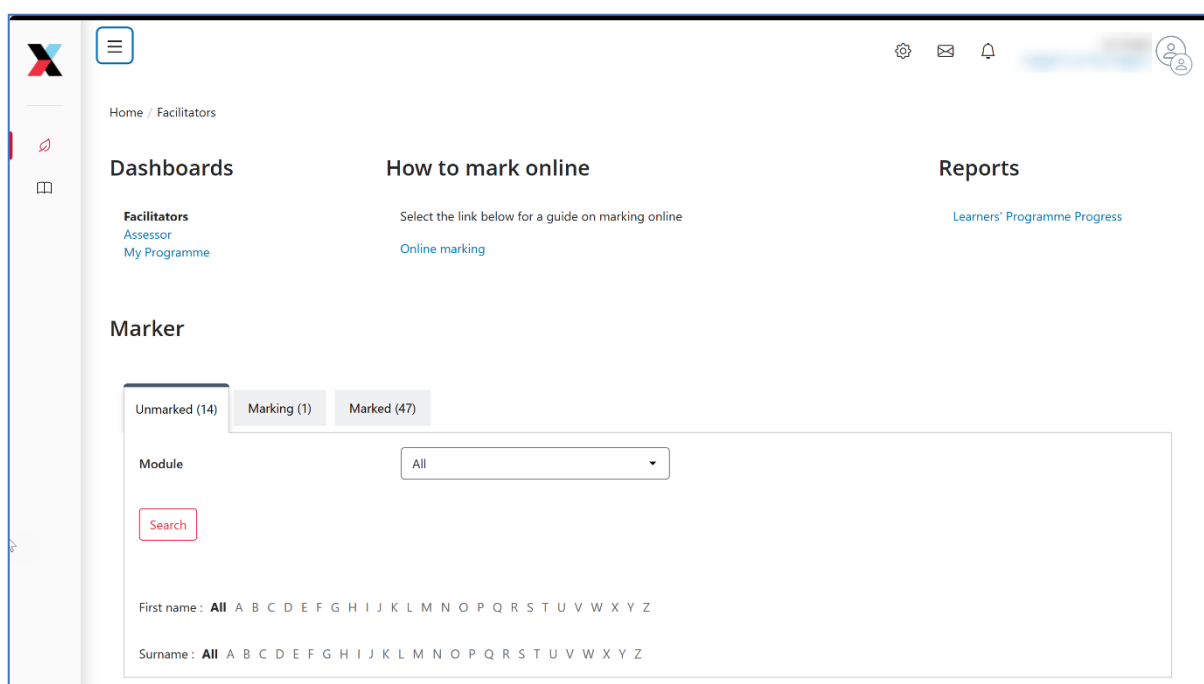 Home / Facilitators
Dashboards
How to mark online
Reports
Facilitators
Assessor
My Programme
Select the link below for a guide on marking online
Online marking
Learners' Programme Progress
Marker
Unmarked (14)
Marking (1)
Marked (47)
Module
All
Search
First name : All A B C D E F G H I J K L M N O P Q R S T U V W X Y Z
Surname : All A B C D E F G H I J K L M N O P Q R S T U V W X Y Z